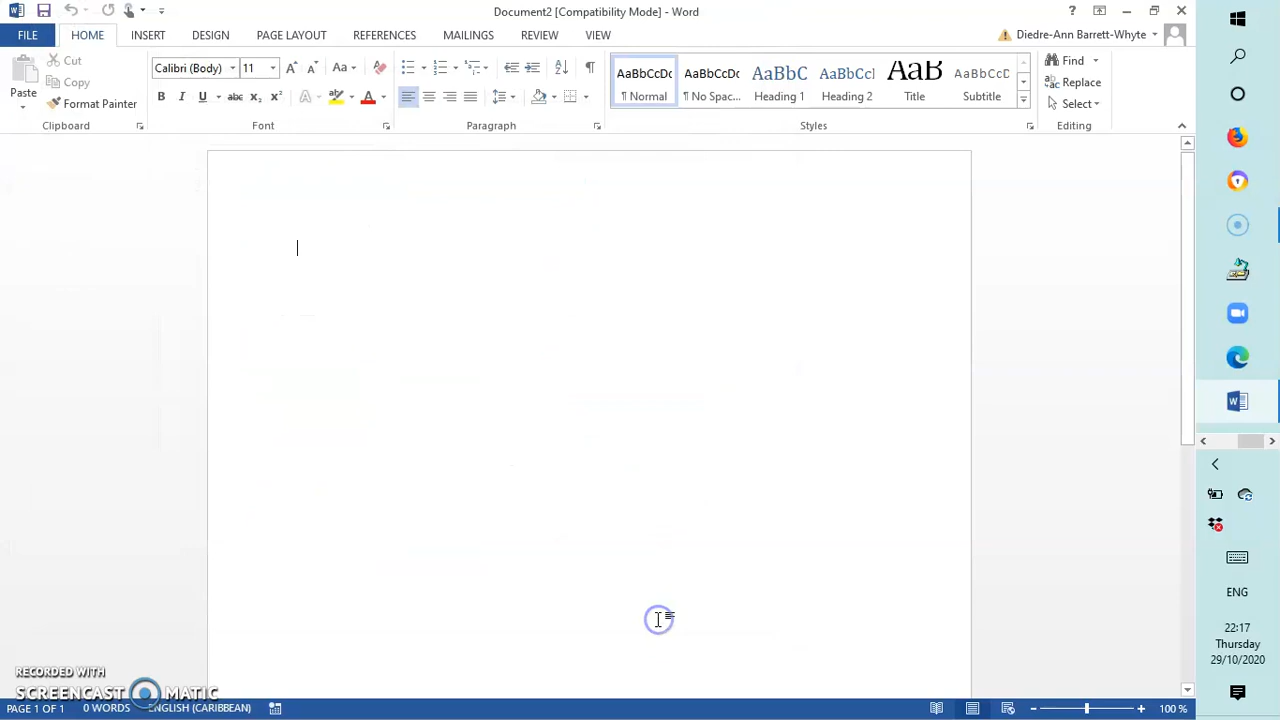 Document2 [Compatibility Mode] - Word
FILE HOME INSERT DESIGN PAGE LAYOUT REFERENCES MAILINGS REVIEW VIEW Diedre-Ann Barrett-Whyte
Paste
Cut
Copy
Format Painter
Clipboard
Calibri (Body) 11
Font
Paragraph
AaBbCcDc AaBbCcDc AaBbC AaBbCcI AaB AaBbCcD
¶ Normal ¶ No Spac... Heading 1 Heading 2 Title Subtitle
Styles
Find
Replace
Select
Editing
ENG
22:17
Thursday
29/10/2020
RECORDED WITH
SCREENCAST MATIC
PAGE 1 OF 1 0 WORDS ENGLISH (CARIBBEAN) 100 %